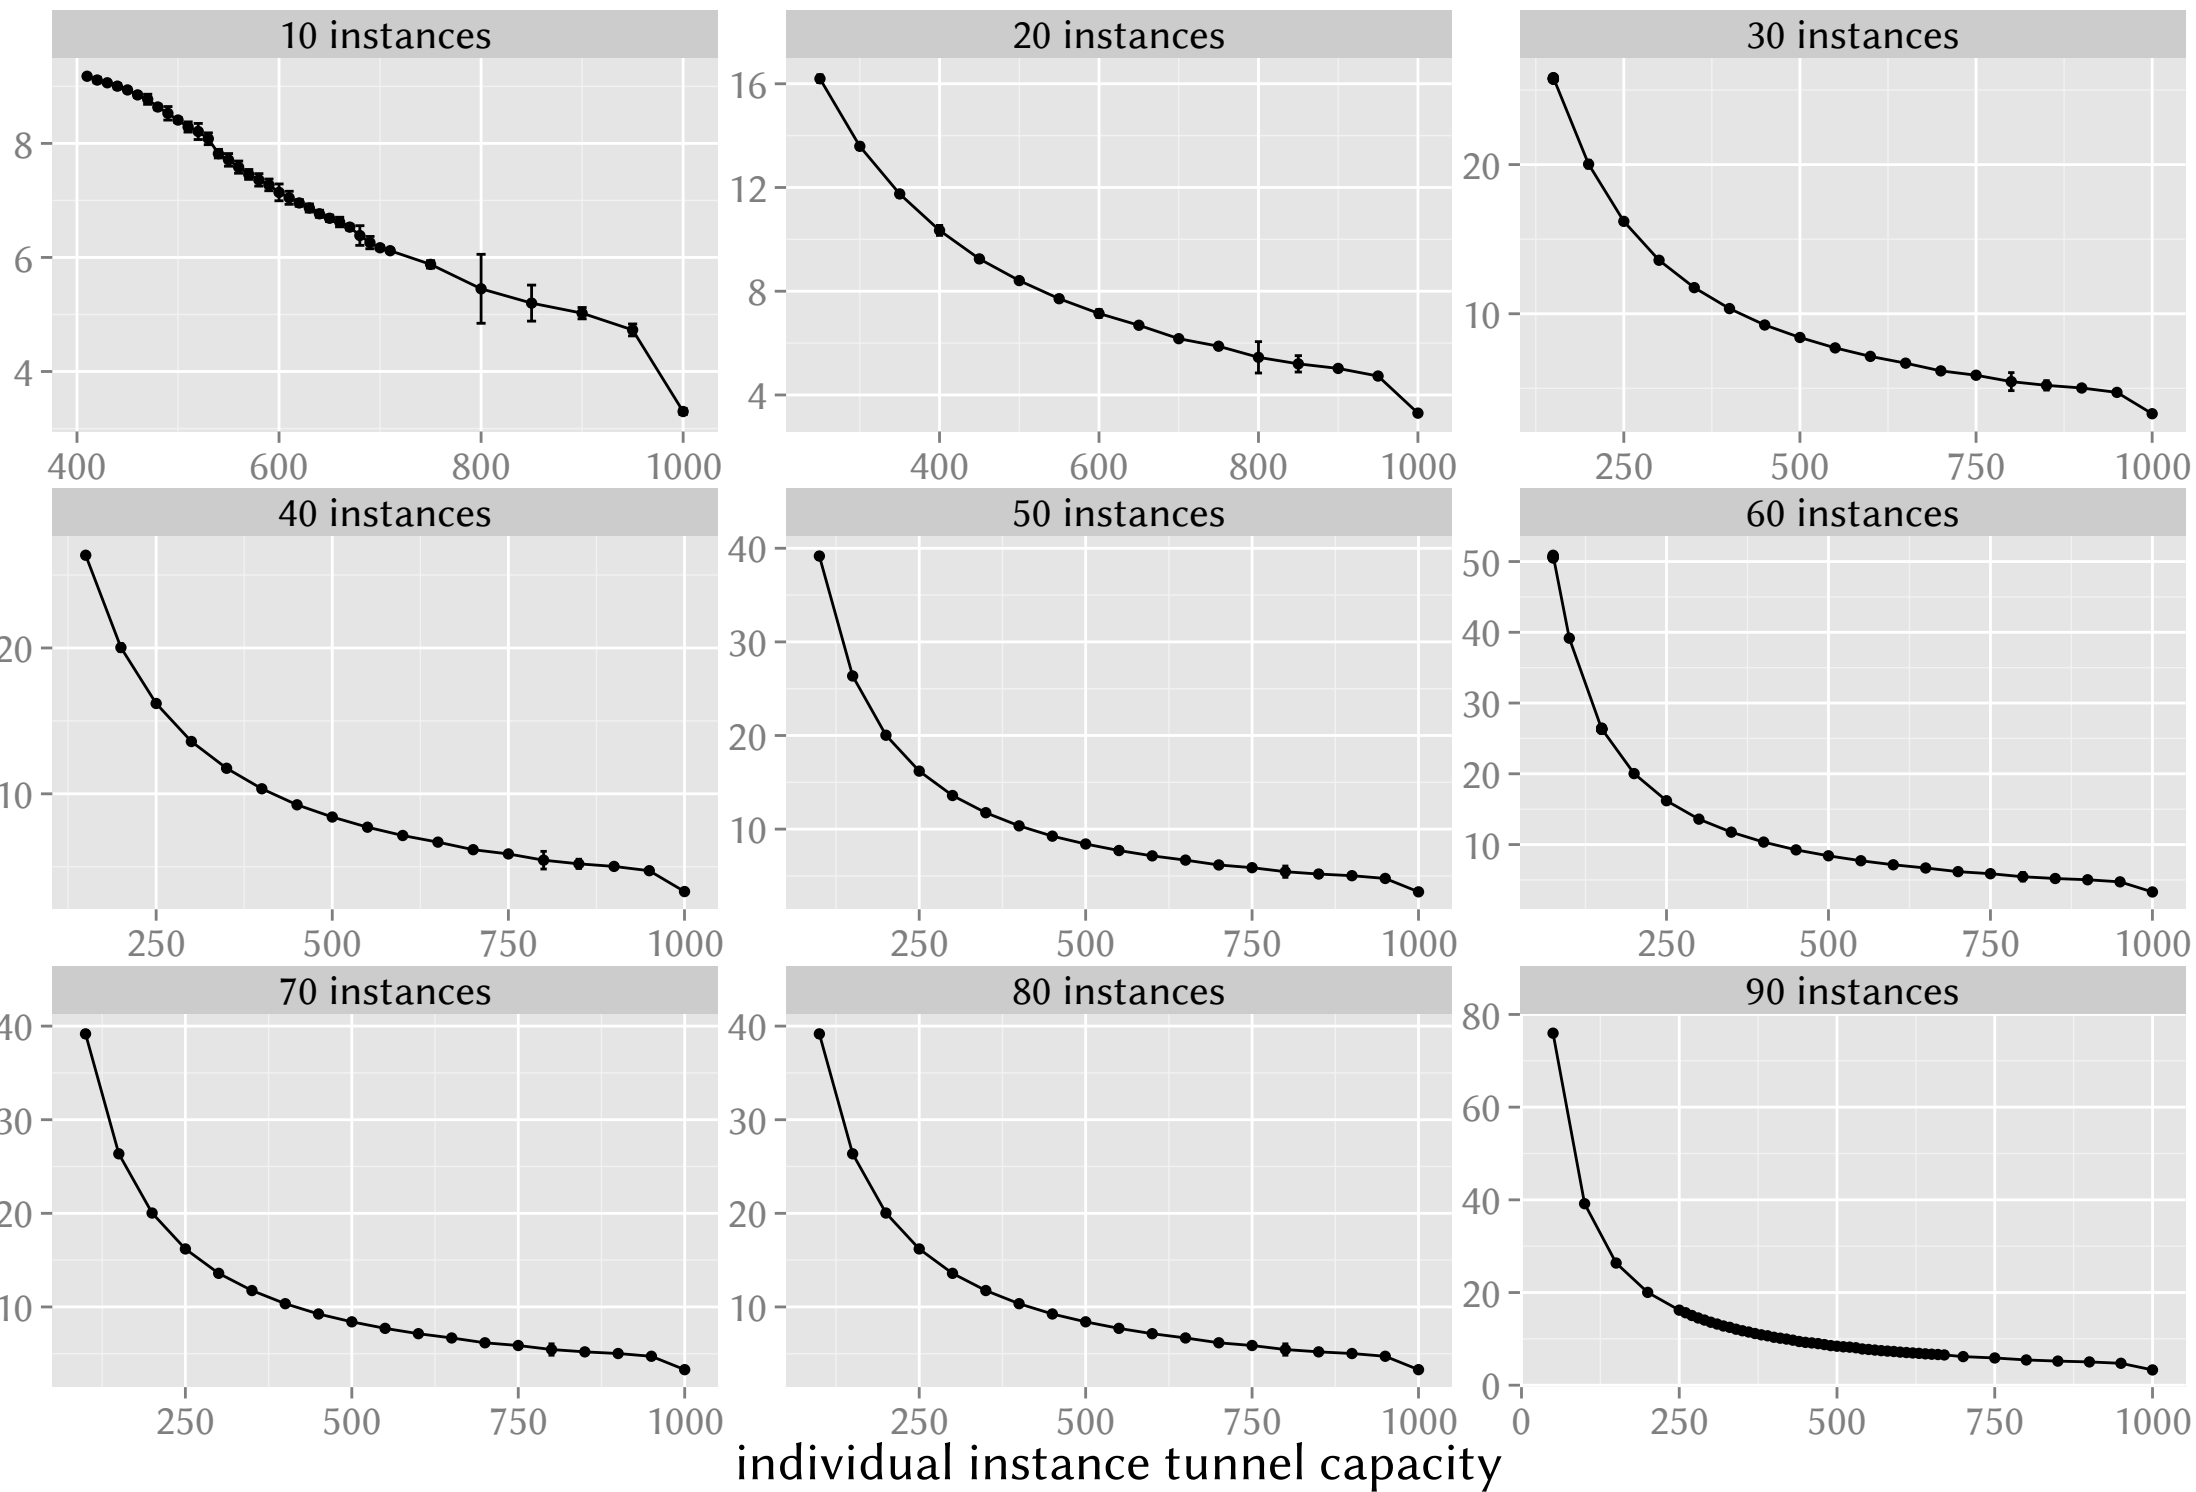 10 instances 20 instances 30 instances
8 6 4
400 600 800 1000
16 12 8 4
400 600 800 1000
20 10
250 500 750 1000
40 instances 50 instances 60 instances
20 10
250 500 750 1000
40 30 20 10
250 500 750 1000
50 40 30 20 10
250 500 750 1000
70 instances 80 instances 90 instances
40 30 20 10
250 500 750 1000
40 30 20 10
250 500 750 1000
80 60 40 20 0
0 250 500 750 1000
individual instance tunnel capacity